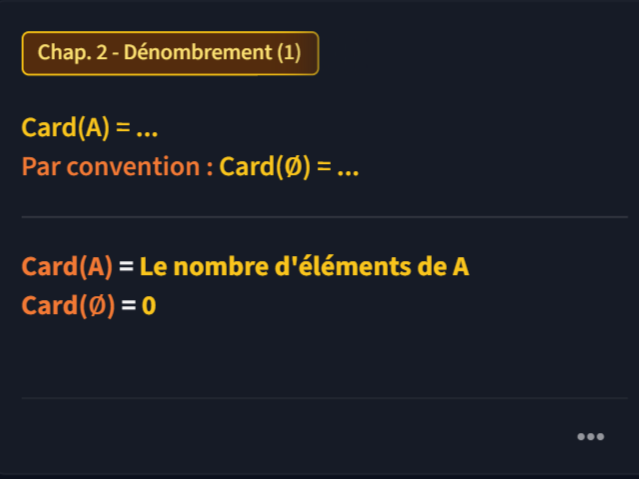 Chap. 2 - Dénombrement (1)
Card(A) = ...
Par convention : Card(Ø) = ...
Card(A) = Le nombre d'éléments de A
Card(Ø) = 0